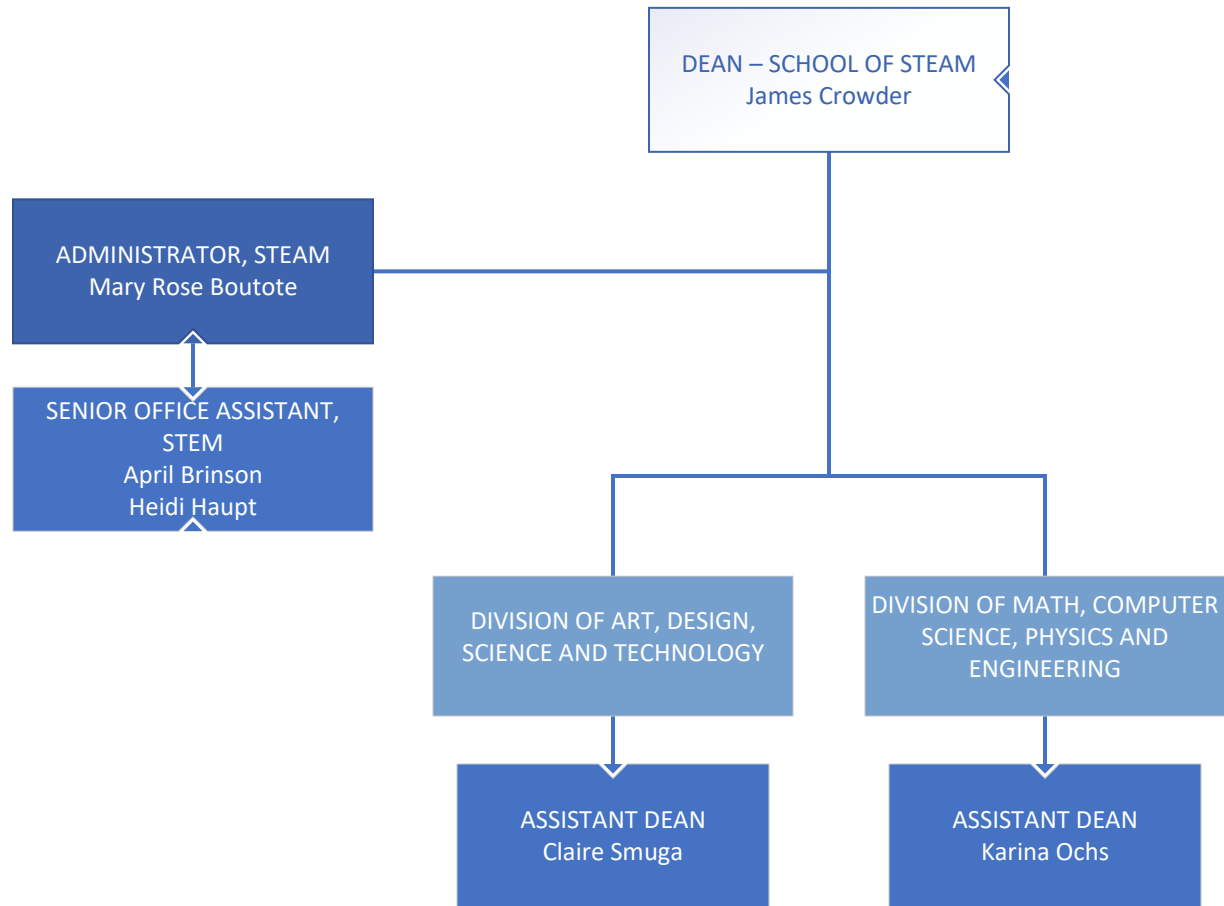 DEAN – SCHOOL OF STEAM
James Crowder
ADMINISTRATOR, STEAM
Mary Rose Boutote
SENIOR OFFICE ASSISTANT,
STEM
April Brinson
Heidi Haupt
DIVISION OF ART, DESIGN,
SCIENCE AND TECHNOLOGY
DIVISION OF MATH, COMPUTER
SCIENCE, PHYSICS AND
ENGINEERING
ASSISTANT DEAN
Claire Smuga
ASSISTANT DEAN
Karina Ochs